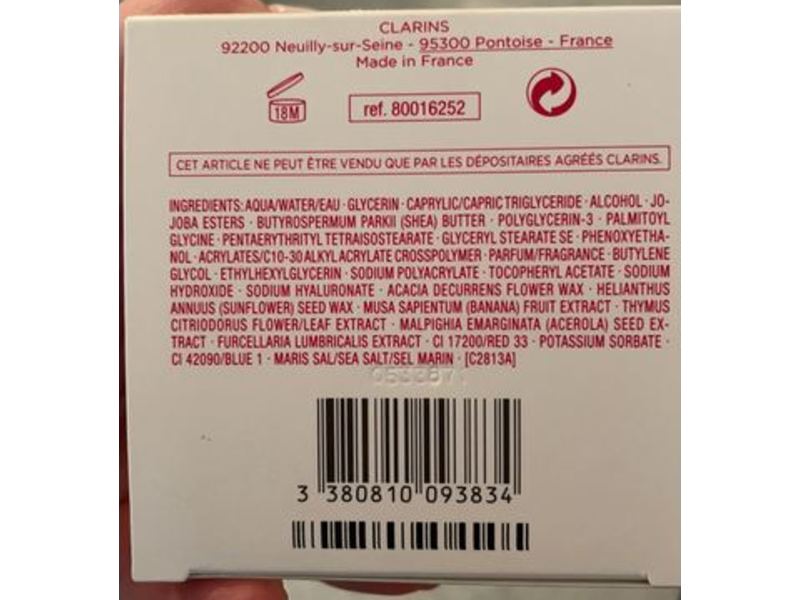 CLARINS
92200 Neuilly-sur-Seine - 95300 Pontoise - France
Made in France
18M
ref. 80016252
CET ARTICLE NE PEUT ÊTRE VENDU QUE PAR LES DÉPOSITAIRES AGRÉÉS CLARINS.
INGREDIENTS: AQUA/WATER/EAU · GLYCERIN · CAPRYLIC/CAPRIC TRIGLYCERIDE · ALCOHOL · JO-
JOBA ESTERS · BUTYROSPERMUM PARKII (SHEA) BUTTER · POLYGLYCERIN-3 · PALMITOYL
GLYCINE · PENTAERYTHRITYL TETRAISOSTEARATE · GLYCERYL STEARATE SE · PHENOXYETHA-
NOL · ACRYLATES/C10-30 ALKYL ACRYLATE CROSSPOLYMER · PARFUM/FRAGRANCE · BUTYLENE
GLYCOL · ETHYLHEXYLGLYCERIN · SODIUM POLYACRYLATE · TOCOPHERYL ACETATE · SODIUM
HYDROXIDE · SODIUM HYALURONATE · ACACIA DECURRENS FLOWER WAX · HELIANTHUS
ANNUUS (SUNFLOWER) SEED WAX · MUSA SAPIENTUM (BANANA) FRUIT EXTRACT · THYMUS
CITRIODORUS FLOWER/LEAF EXTRACT · MALPIGHIA EMARGINATA (ACEROLA) SEED EX-
TRACT · FURCELLARIA LUMBRICALIS EXTRACT · CI 17200/RED 33 · POTASSIUM SORBATE ·
CI 42090/BLUE 1 · MARIS SAL/SEA SALT/SEL MARIN · [C2813A]
3 380810 093834